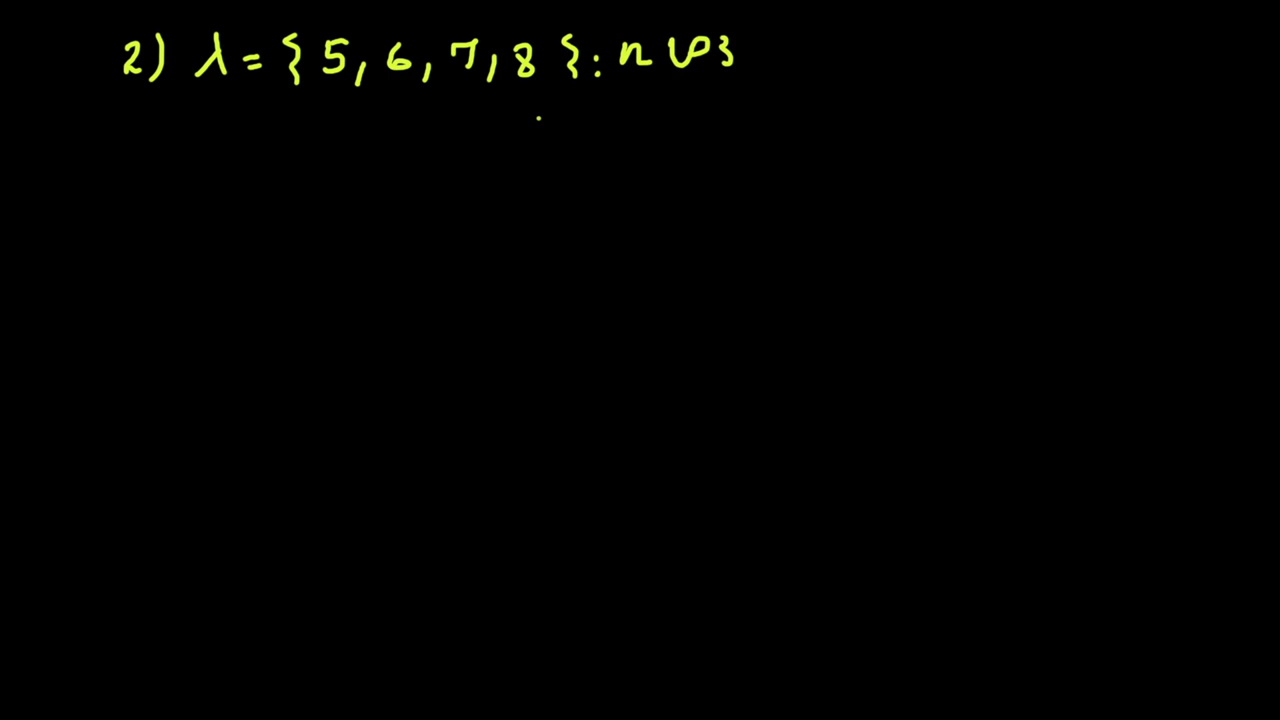 2) λ = { 5, 6, 7, 8 } :